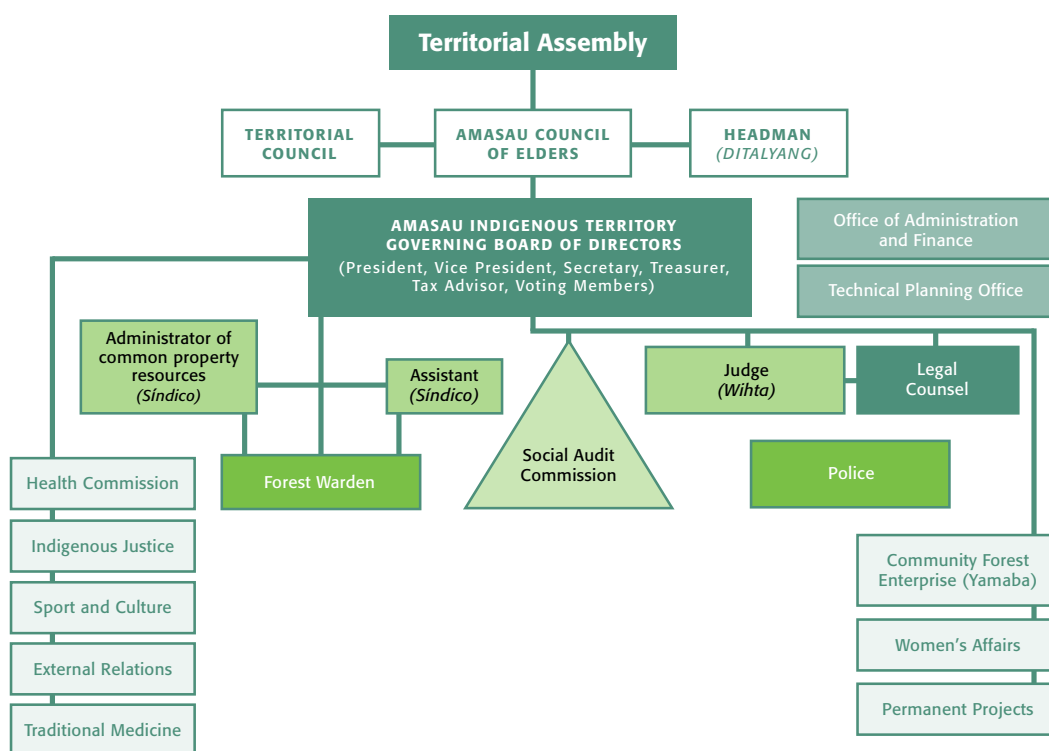 Territorial Assembly
TERRITORIAL
COUNCIL
AMASAU COUNCIL
OF ELDERS
HEADMAN
(DITALYANG)
AMASAU INDIGENOUS TERRITORY
GOVERNING BOARD OF DIRECTORS
(President, Vice President, Secretary, Treasurer,
Tax Advisor, Voting Members)
Office of Administration
and Finance
Technical Planning Office
Administrator of
common property
resources
(Síndico)
Assistant
(Síndico)
Judge
(Wihta)
Legal
Counsel
Social Audit
Commission
Forest Warden
Police
Health Commission
Indigenous Justice
Sport and Culture
External Relations
Traditional Medicine
Community Forest
Enterprise (Yamaba)
Women’s Affairs
Permanent Projects